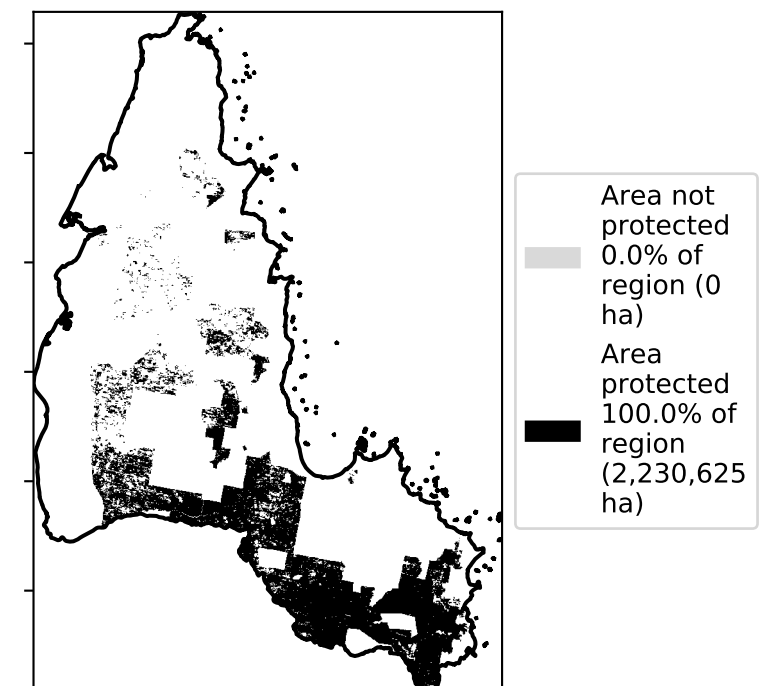 Area not
protected
0.0% of
region (0
ha)
Area
protected
100.0% of
region
(2,230,625
ha)